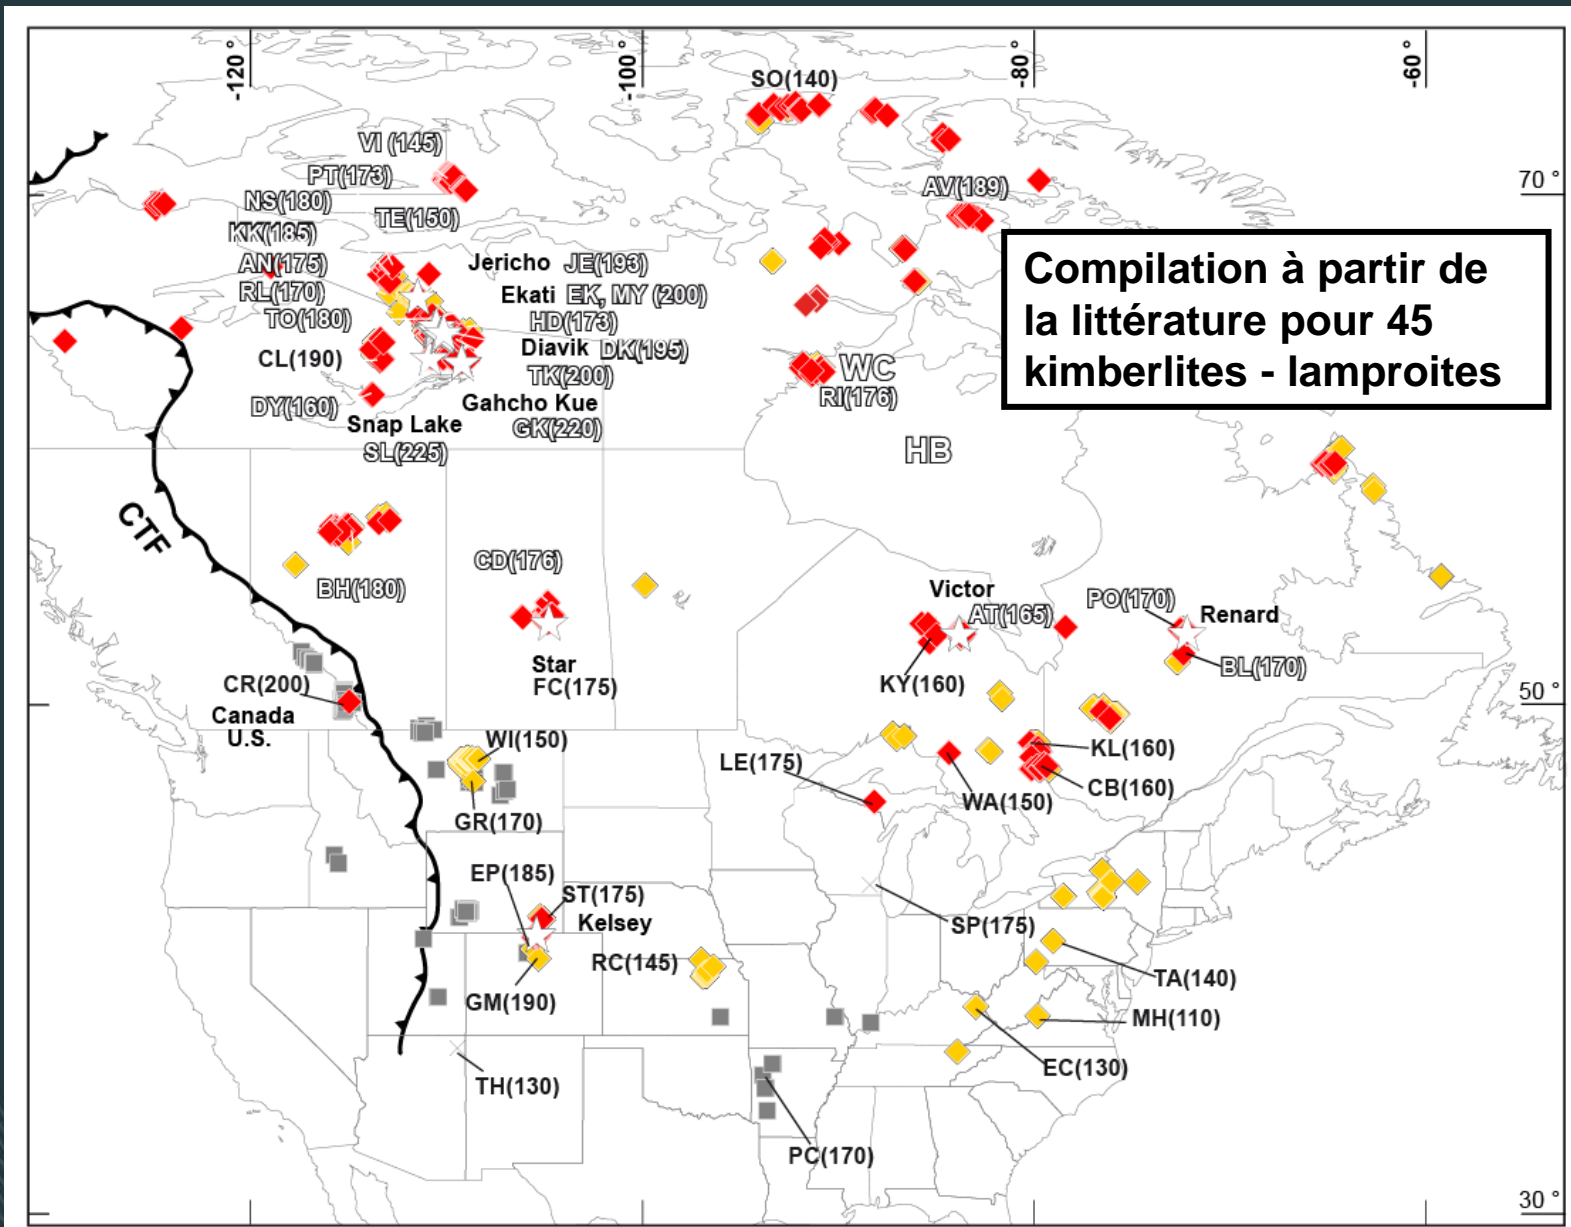 -120°
-100°
-80°
-60°
SO(140)
VI (145)
PT(173)
NS(180)
TE(150)
AV(189)
70 °
KK(185)
AN(175)
Jericho JE(193)
RL(170)
Ekati EK, MY (200)
TO(180)
HD(173)
CL(190)
Diavik DK(195)
TK(200)
DY(160)
Gahcho Kue
GK(220)
Snap Lake
SL(225)
Compilation à partir de
la littérature pour 45
kimberlites - lamproites
WC
RI(176)
HB
CTF
BH(180)
CD(176)
Star
FC(175)
Victor
AT(165)
KY(160)
PO(170)
Renard
BL(170)
CR(200)
Canada
U.S.
50 °
WI(150)
GR(170)
LE(175)
KL(160)
CB(160)
WA(150)
EP(185)
ST(175)
Kelsey
SP(175)
RC(145)
GM(190)
TA(140)
MH(110)
EC(130)
TH(130)
PC(170)
30 °